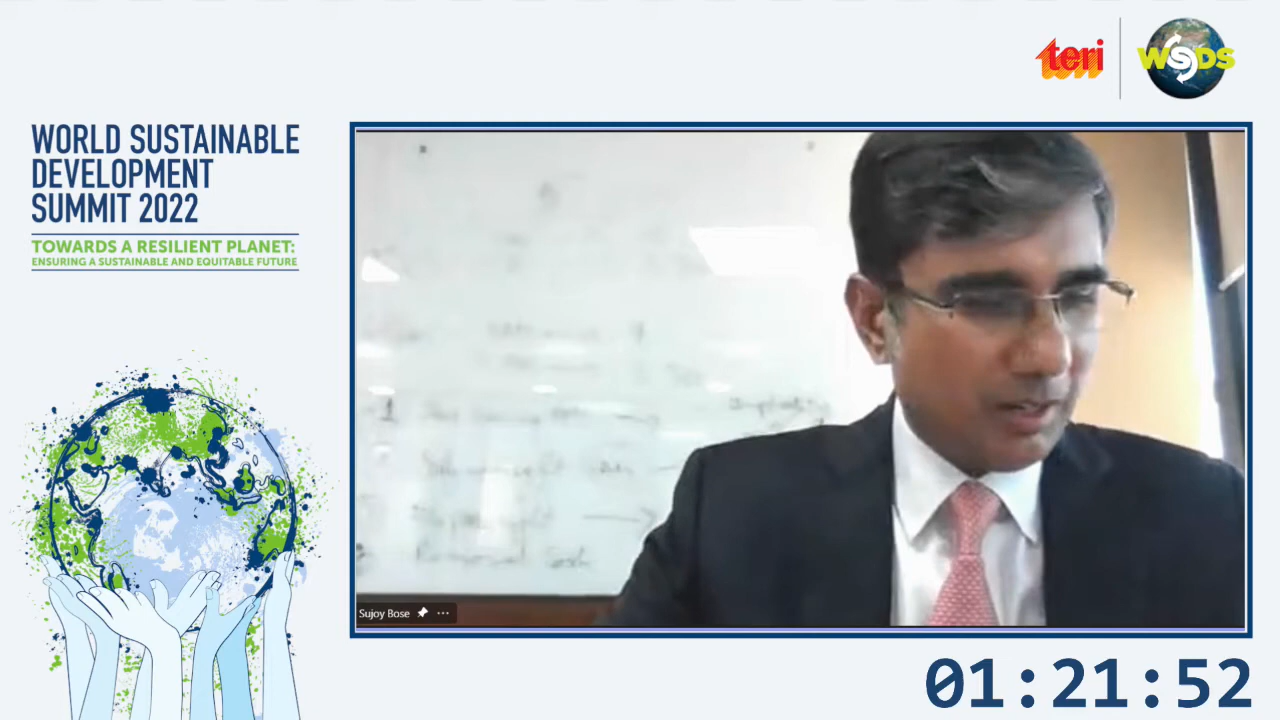 teri
WSDS
WORLD SUSTAINABLE
DEVELOPMENT
SUMMIT 2022
TOWARDS A RESILIENT PLANET:
ENSURING A SUSTAINABLE AND EQUITABLE FUTURE
Sujoy Bose
01:21:52